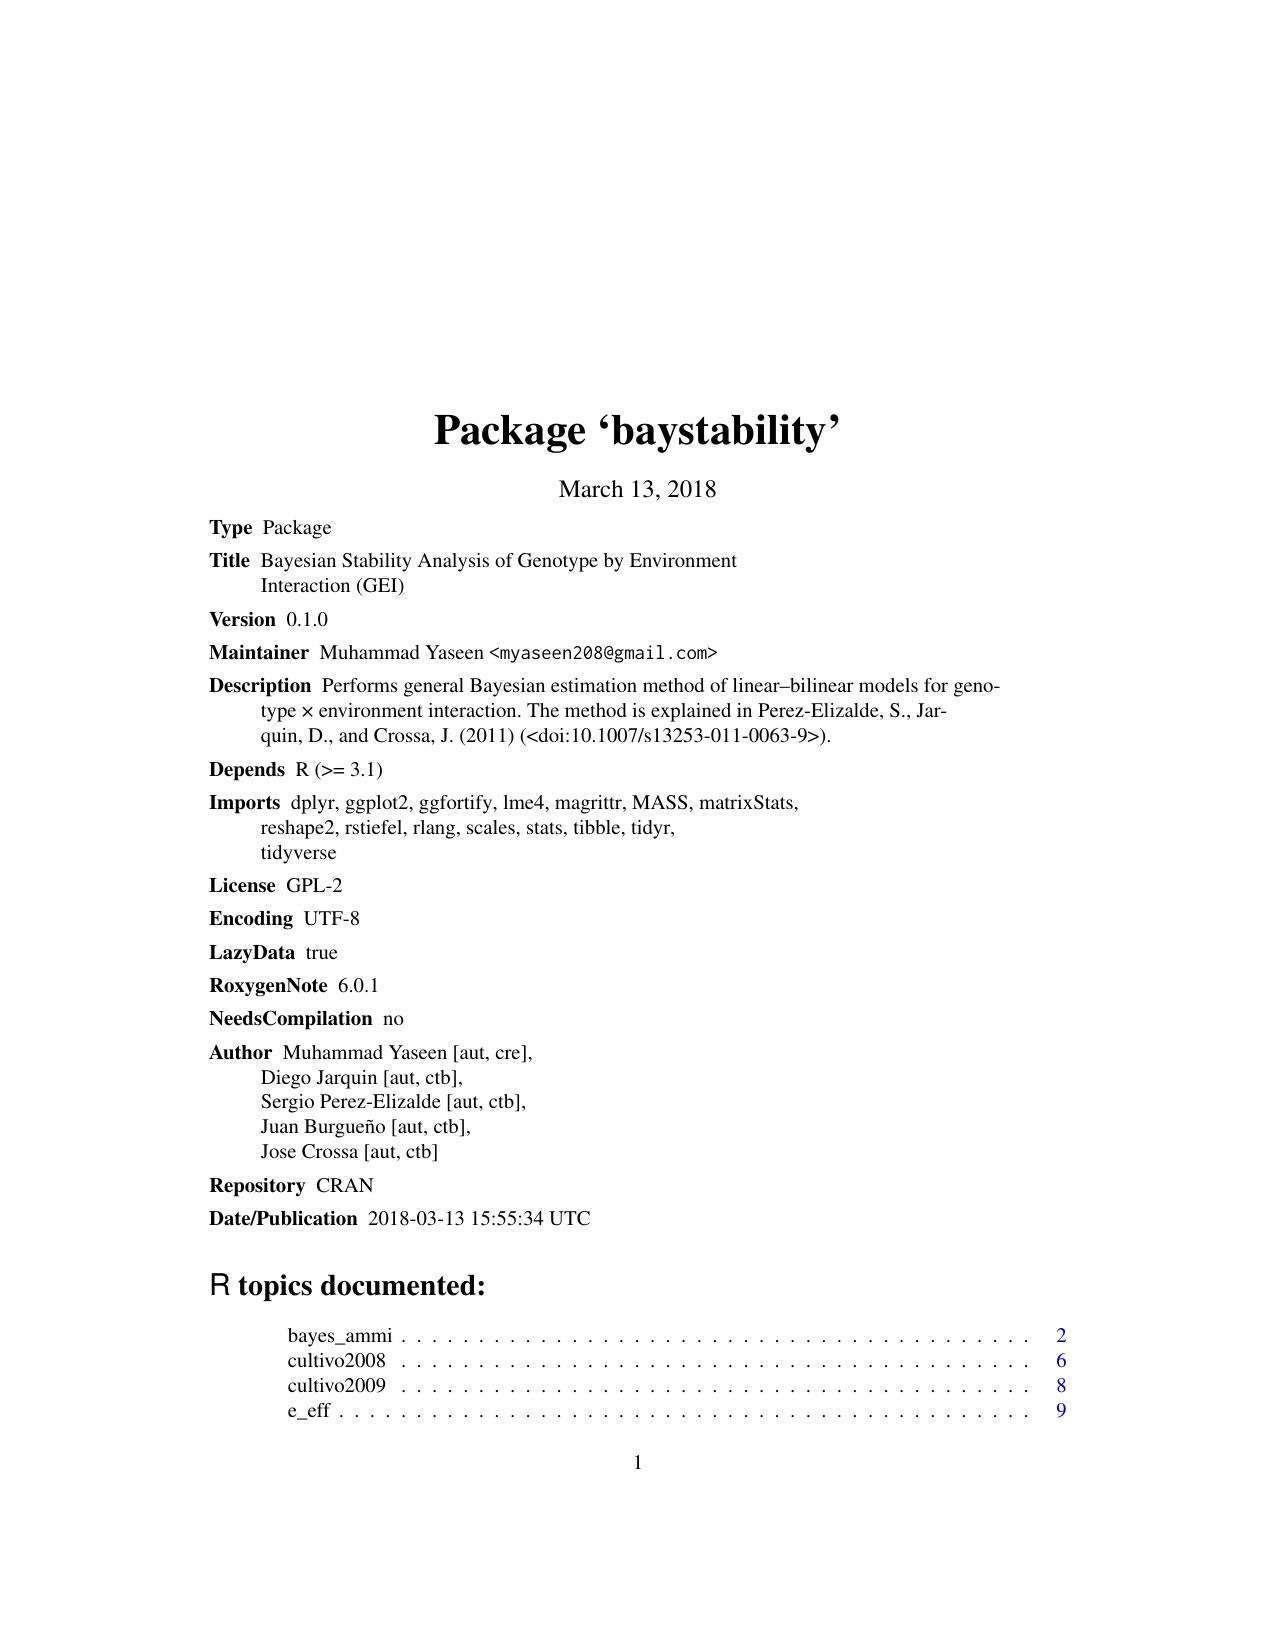 Package ‘baystability’
March 13, 2018
Type Package
Title Bayesian Stability Analysis of Genotype by Environment
Interaction (GEI)
Version 0.1.0
Maintainer Muhammad Yaseen <myaseen208@gmail.com>
Description Performs general Bayesian estimation method of linear–bilinear models for geno-
type × environment interaction. The method is explained in Perez-Elizalde, S., Jar-
quin, D., and Crossa, J. (2011) (<doi:10.1007/s13253-011-0063-9>).
Depends R (>= 3.1)
Imports dplyr, ggplot2, ggfortify, lme4, magrittr, MASS, matrixStats,
reshape2, rstiefel, rlang, scales, stats, tibble, tidyr,
tidyverse
License GPL-2
Encoding UTF-8
LazyData true
RoxygenNote 6.0.1
NeedsCompilation no
Author Muhammad Yaseen [aut, cre],
Diego Jarquin [aut, ctb],
Sergio Perez-Elizalde [aut, ctb],
Juan Burgueño [aut, ctb],
Jose Crossa [aut, ctb]
Repository CRAN
Date/Publication 2018-03-13 15:55:34 UTC
R topics documented:
bayes_ammi . . . . . . . . . . . . . . . . . . . . . . . . . . . . . . . . . . . . . . . . . 2
cultivo2008 . . . . . . . . . . . . . . . . . . . . . . . . . . . . . . . . . . . . . . . . . 6
cultivo2009 . . . . . . . . . . . . . . . . . . . . . . . . . . . . . . . . . . . . . . . . . 8
e_eff . . . . . . . . . . . . . . . . . . . . . . . . . . . . . . . . . . . . . . . . . . . . . 9
1